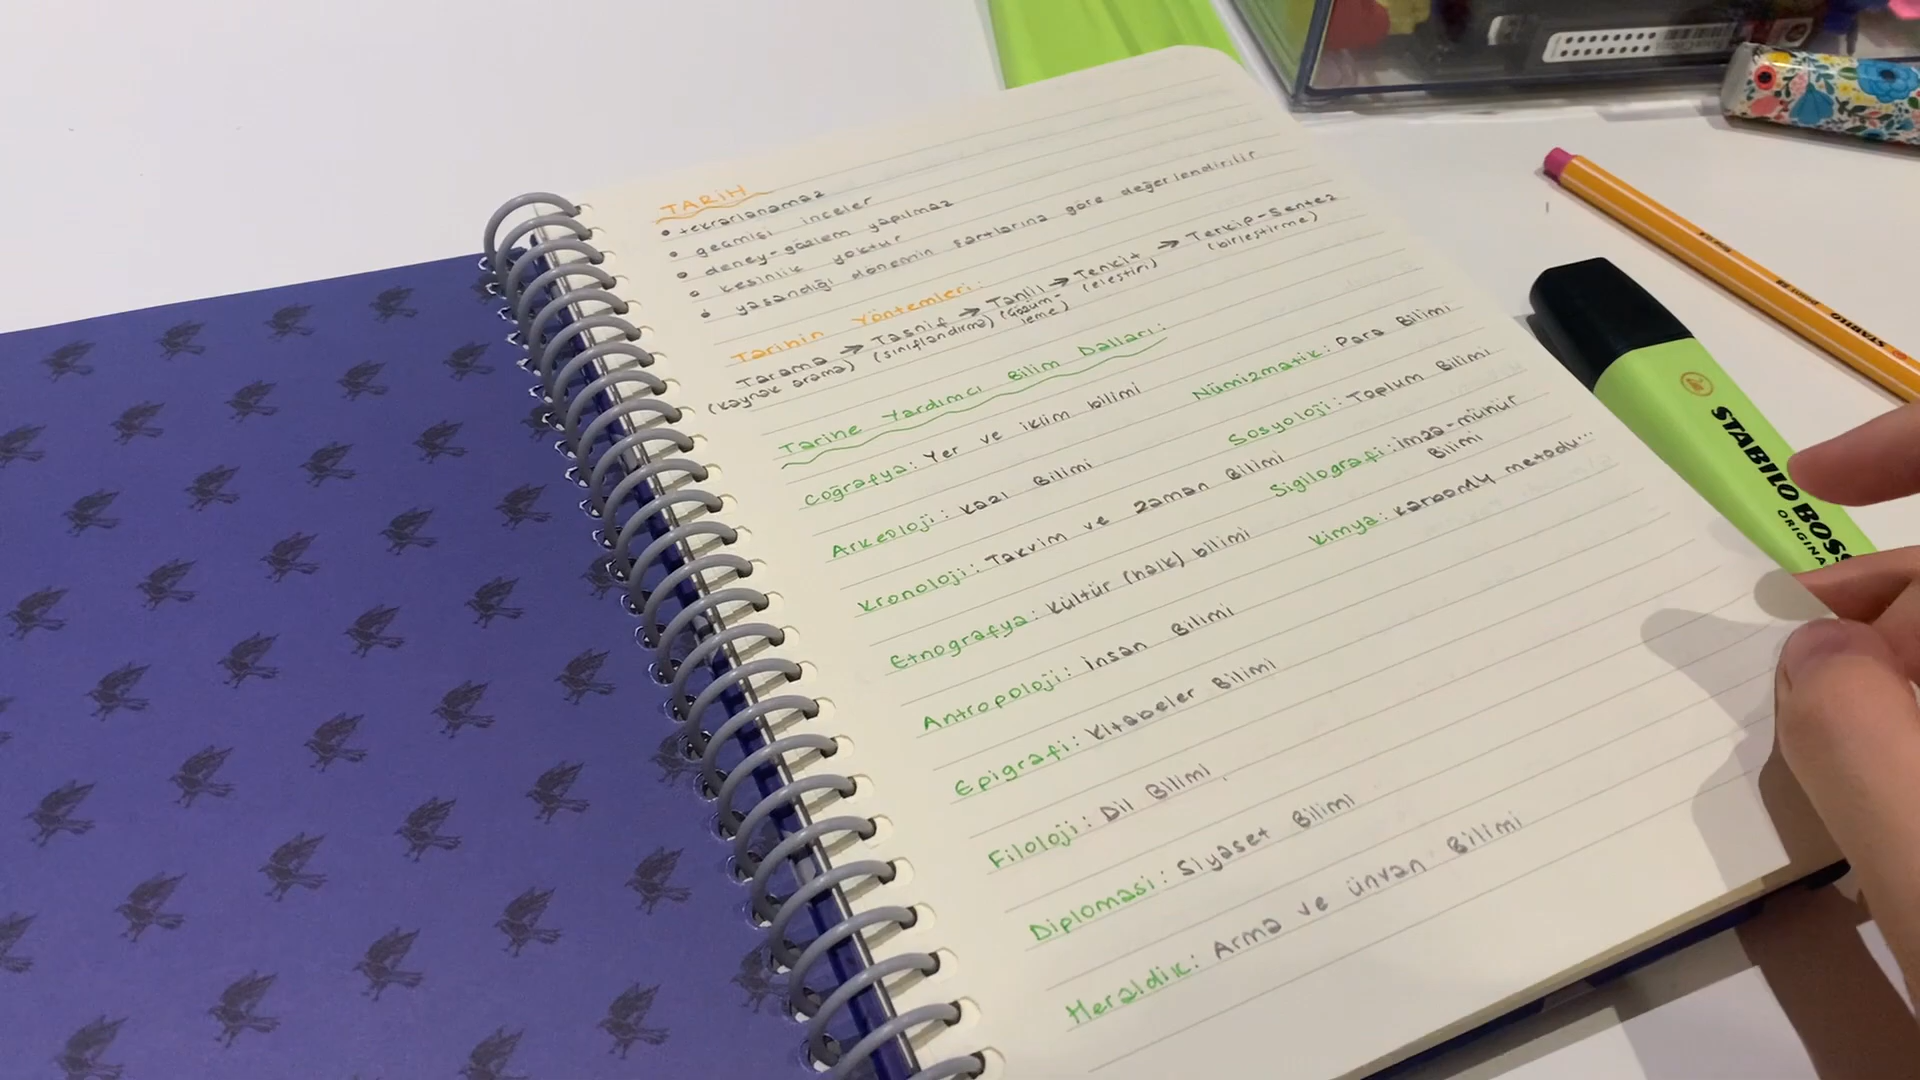 TARİH
• tekrarlanamaz
• geçmişi inceler
• deney-gözlem yapılmaz
• kesinlik yoktur
• yaşandığı dönemin şartlarına göre değerlendirilir
Tarihin Yöntemleri:
Tarama → Tasnif → Tahlil → Tenkit → Terkip-Sentez
(kaynak arama) (sınıflandırma) (çözüm-leme) (eleştiri) (birleştirme)
Tarihe Yardımcı Bilim Dalları:
Coğrafya: Yer ve iklim bilimi
Arkeoloji: Kazı Bilimi
Kronoloji: Takvim ve Zaman Bilimi
Etnografya: Kültür (halk) bilimi
Antropoloji: İnsan Bilimi
Epigrafi: Kitabeler Bilimi
Filoloji: Dil Bilimi
Diplomasi: Siyaset Bilimi
Heraldik: Arma ve ünvan Bilimi
Nümizmatik: Para Bilimi
Sosyoloji: Toplum Bilimi
Sigilografi: İmza-mühür
Bilimi
Kimya: Karbon14 metodu...
STABILO BOSS
ORIGINAL
STABILO